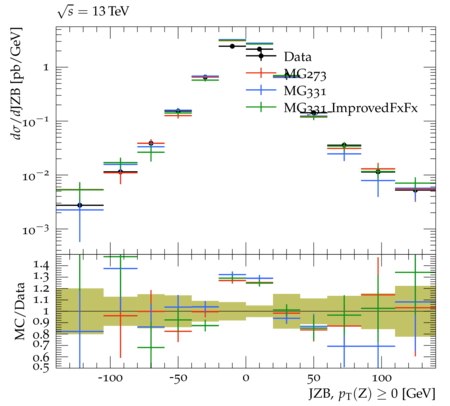 √s = 13 TeV
dσ/dJZB [pb/GeV]
1
10⁻¹
10⁻²
10⁻³
Data
MG273
MG331
MG331_ImprovedFxFx
MC/Data
1.4
1.3
1.2
1.1
1
0.9
0.8
0.7
0.6
0.5
-100 -50 0 50 100
JZB, pT(Z) ≥ 0 [GeV]